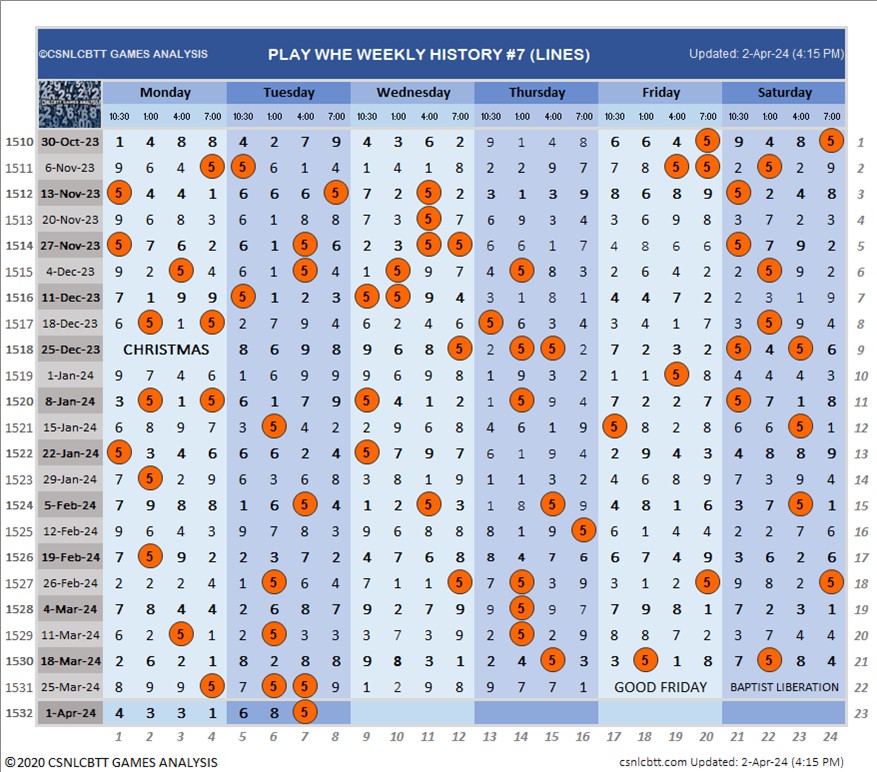 ©CSNLCBTT GAMES ANALYSIS PLAY WHE WEEKLY HISTORY #7 (LINES) Updated: 2-Apr-24 (4:15 PM)
CSNLCBTT GAMES ANALYSIS Monday Tuesday Wednesday Thursday Friday Saturday
10:30 1:00 4:00 7:00 10:30 1:00 4:00 7:00 10:30 1:00 4:00 7:00 10:30 1:00 4:00 7:00 10:30 1:00 4:00 7:00 10:30 1:00 4:00 7:00
1510 30-Oct-23 1 4 8 8 4 2 7 9 4 3 6 2 9 1 4 8 6 6 4 5 9 4 8 5 1
1511 6-Nov-23 9 6 4 5 5 6 1 4 1 4 1 8 2 2 9 7 7 8 5 5 2 5 2 9 2
1512 13-Nov-23 5 4 4 1 6 6 6 5 7 2 5 2 3 1 3 9 8 6 8 9 5 2 4 8 3
1513 20-Nov-23 9 6 8 3 6 1 8 8 7 3 5 7 6 9 3 4 3 6 9 8 3 7 2 3 4
1514 27-Nov-23 5 7 6 2 6 1 5 6 2 3 5 5 6 6 1 7 4 8 6 6 5 7 9 2 5
1515 4-Dec-23 9 2 5 4 6 1 5 4 1 5 9 7 4 5 8 3 2 6 4 2 2 5 9 2 6
1516 11-Dec-23 7 1 9 9 5 1 2 3 5 5 9 4 3 1 8 1 4 4 7 2 2 3 1 9 7
1517 18-Dec-23 6 5 1 5 2 7 9 4 6 2 4 6 5 6 3 4 3 4 1 7 3 5 9 4 8
1518 25-Dec-23 CHRISTMAS 8 6 9 8 9 6 8 5 2 5 5 2 7 2 3 2 5 4 5 6 9
1519 1-Jan-24 9 7 4 6 1 6 9 9 9 6 9 8 1 9 3 2 1 1 5 8 4 4 4 3 10
1520 8-Jan-24 3 5 1 5 6 1 7 9 5 4 1 2 1 5 9 4 7 2 2 7 5 7 1 8 11
1521 15-Jan-24 6 8 9 7 3 5 4 2 2 9 6 8 4 6 1 9 5 8 2 8 6 6 5 1 12
1522 22-Jan-24 5 3 4 6 6 6 2 4 5 7 9 7 6 1 9 4 2 9 4 3 4 8 8 9 13
1523 29-Jan-24 7 5 2 9 6 3 6 8 6 3 6 8 1 1 3 2 4 6 8 9 7 3 9 4 14
1524 5-Feb-24 7 9 8 8 1 6 5 4 1 2 5 3 1 8 5 9 4 8 1 6 3 7 5 1 15
1525 12-Feb-24 9 6 4 3 9 7 8 3 9 6 8 8 8 1 9 5 6 1 4 4 2 2 7 6 16
1526 19-Feb-24 7 5 9 2 2 3 7 2 4 7 6 8 8 4 7 6 6 7 4 9 3 6 2 6 17
1527 26-Feb-24 2 2 2 4 1 5 6 4 7 1 1 5 7 5 8 7 3 1 2 5 9 8 2 5 18
1528 4-Mar-24 7 8 4 4 2 6 8 7 9 2 7 9 9 5 9 7 7 9 8 1 7 2 3 1 19
1529 11-Mar-24 6 2 5 1 2 5 3 3 3 7 3 9 2 5 2 9 8 8 7 2 3 7 4 4 20
1530 18-Mar-24 2 6 2 1 8 2 8 8 9 8 3 1 2 4 5 3 3 5 1 8 7 5 8 4 21
1531 25-Mar-24 8 9 9 5 7 5 5 9 1 2 9 8 9 7 7 1 GOOD FRIDAY BAPTIST LIBERATION 22
1532 1-Apr-24 4 3 3 1 6 8 5 23
1 2 3 4 5 6 7 8 9 10 11 12 13 14 15 16 17 18 19 20 21 22 23 24
©2020 CSNLCBTT GAMES ANALYSIS csnlcbtt.com Updated: 2-Apr-24 (4:15 PM)